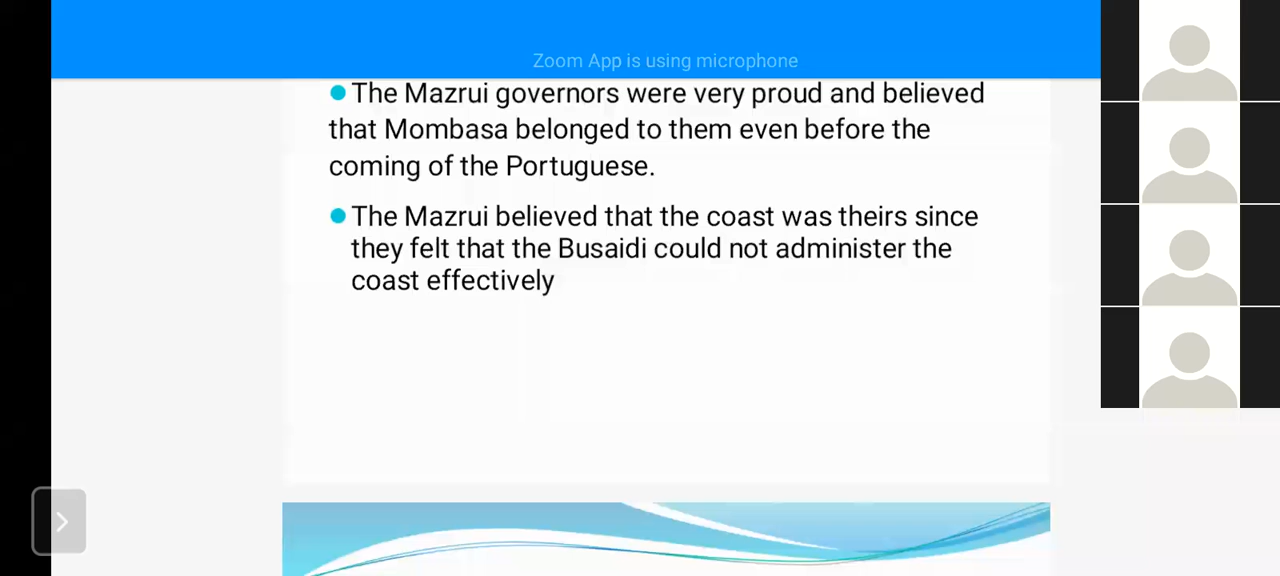 Zoom App is using microphone
The Mazrui governors were very proud and believed
that Mombasa belonged to them even before the
coming of the Portuguese.
The Mazrui believed that the coast was theirs since
they felt that the Busaidi could not administer the
coast effectively